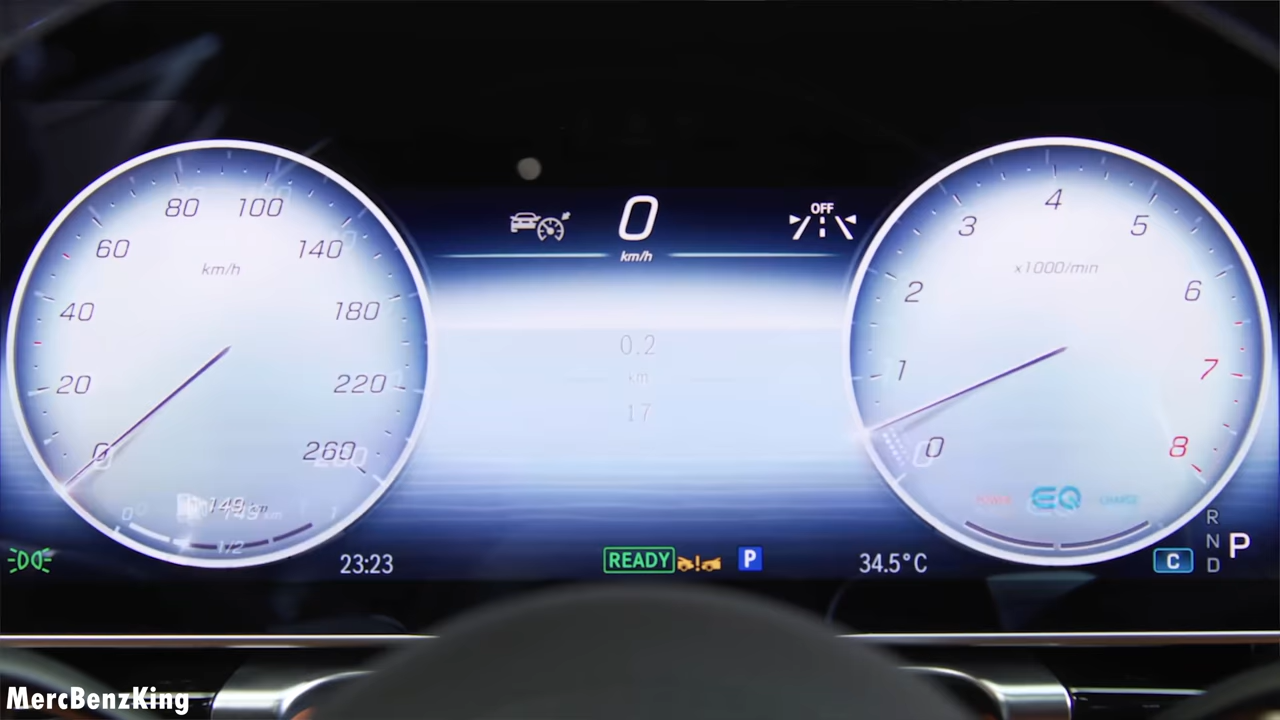 0
km/h
OFF
80 100
60 140
km/h
40 180
20 220
0 260
149 km
0 1/2 1
0.2
km
17
4
3 5
x1000/min
2 6
1 7
0 8
POWER EQ CHARGE
23:23
READY
P
34.5°C
C
R
N P
D
MercBenzKing